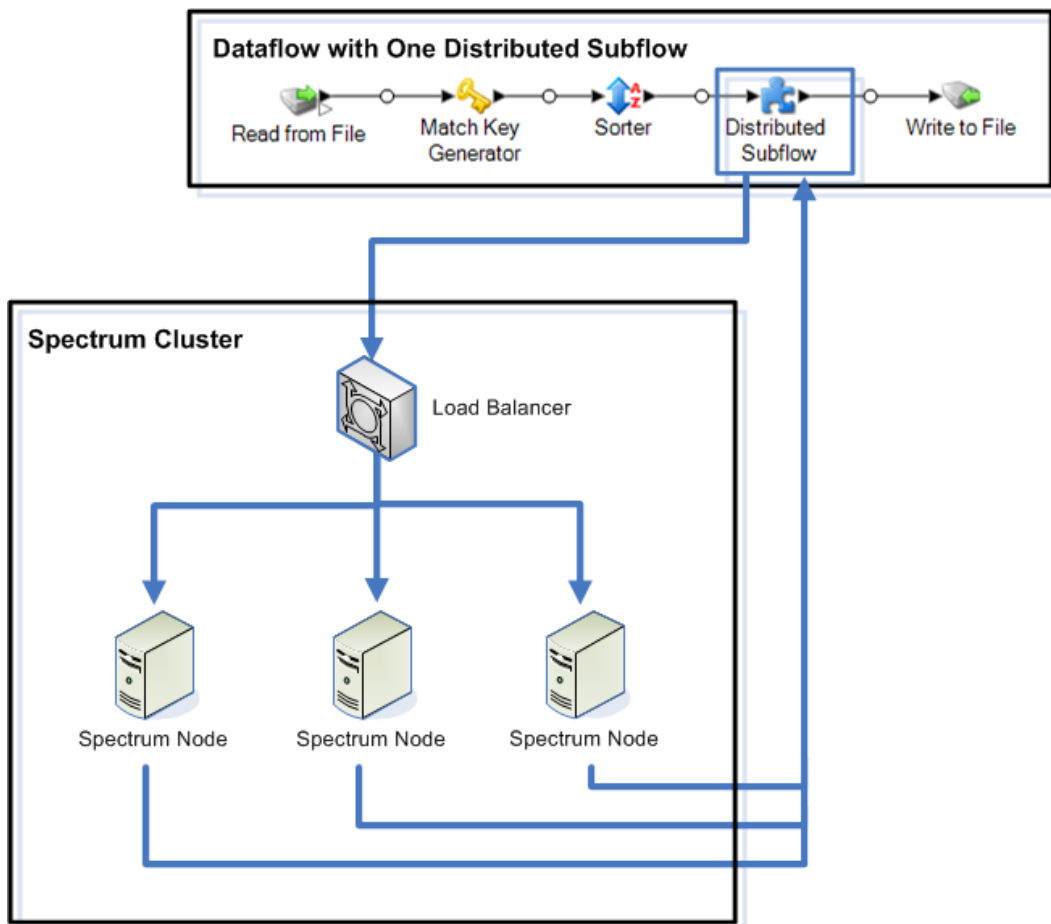 Dataflow with One Distributed Subflow
Read from File
Match Key
Generator
Sorter
A
Z
Distributed
Subflow
Write to File
Spectrum Cluster
Load Balancer
Spectrum Node
Spectrum Node
Spectrum Node